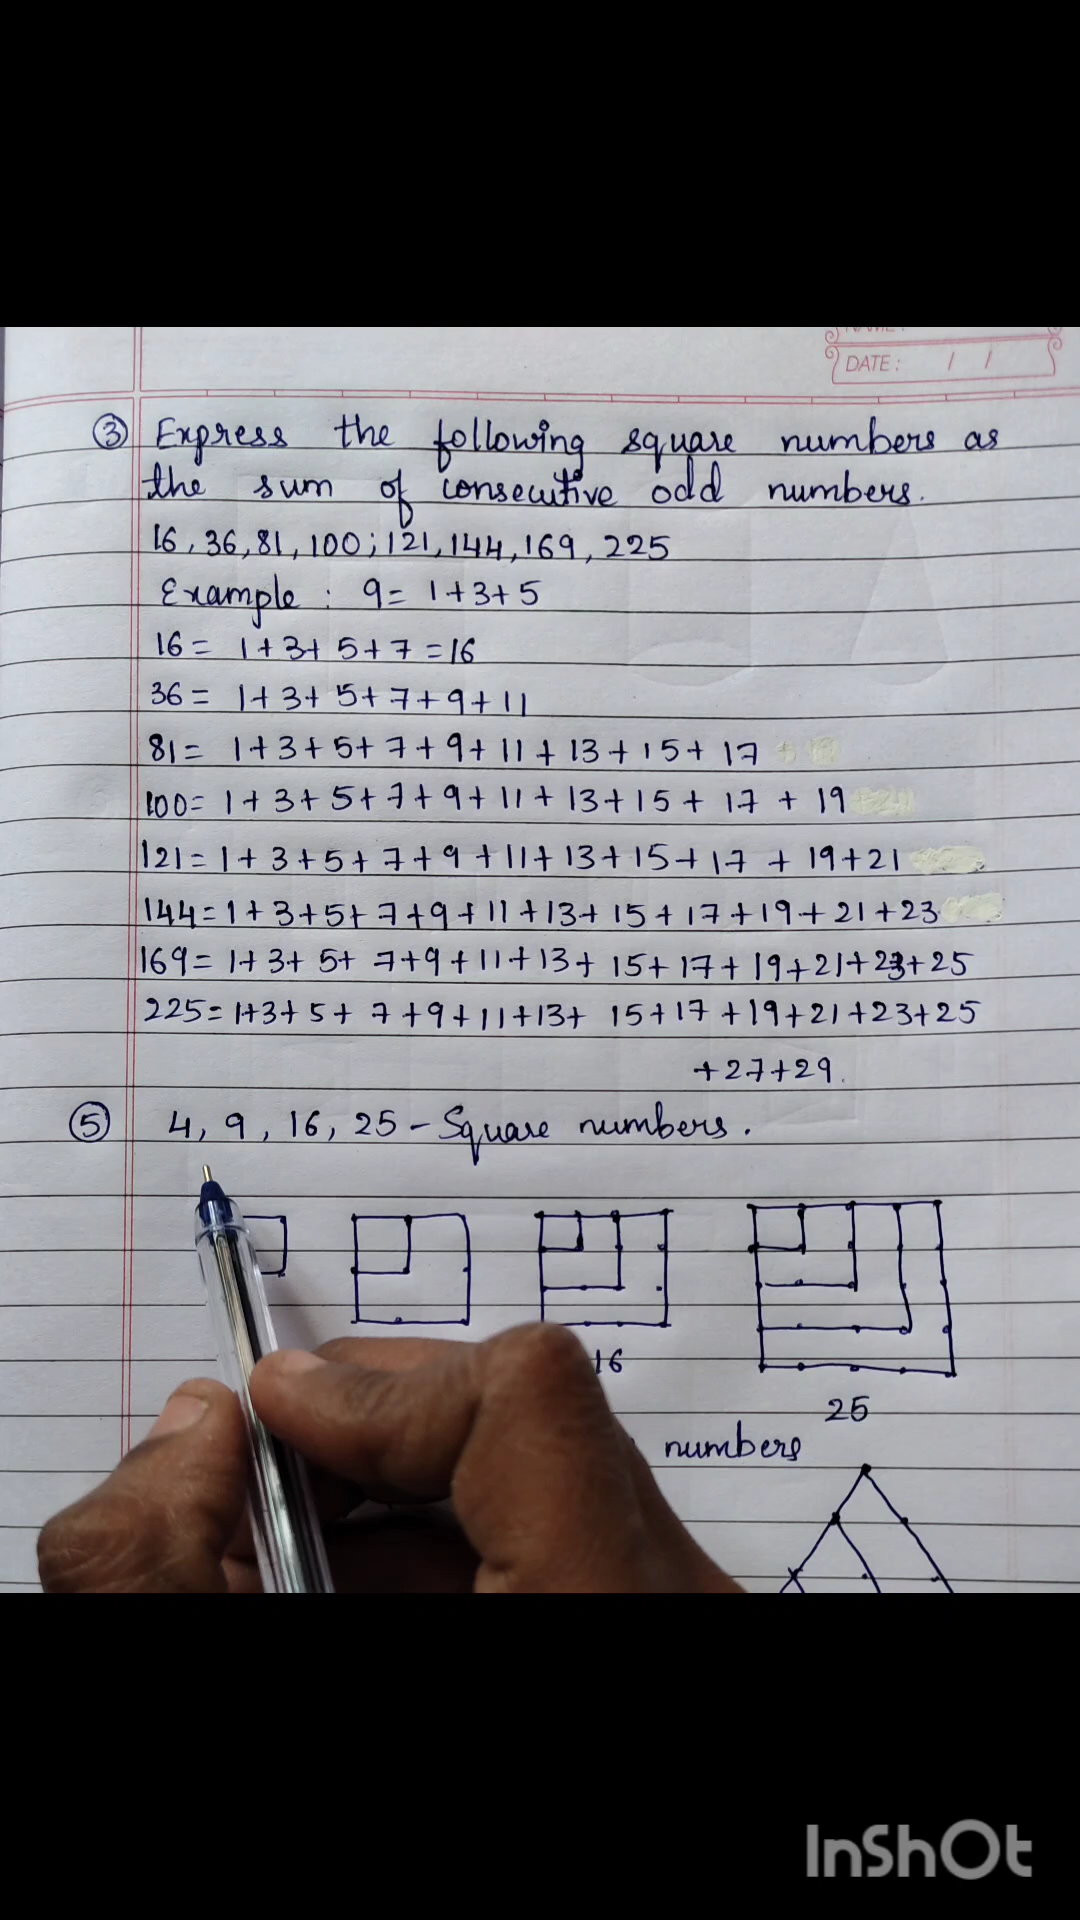 DATE: / /
③ Express the following square numbers as
the sum of consecutive odd numbers.
16, 36, 81, 100; 121, 144, 169, 225
Example : 9 = 1+3+5
16 = 1+3+5+7 = 16
36 = 1+3+5+7+9+11
81 = 1+3+5+7+9+11+13+15+17
100 = 1+3+5+7+9+11+13+15+17+19
121 = 1+3+5+7+9+11+13+15+17+19+21
144 = 1+3+5+7+9+11+13+15+17+19+21+23
169 = 1+3+5+7+9+11+13+15+17+19+21+23+25
225 = 1+3+5+7+9+11+13+15+17+19+21+23+25
+27+29.
⑤ 4, 9, 16, 25 - Square numbers.
16
25
numbers
InShOt